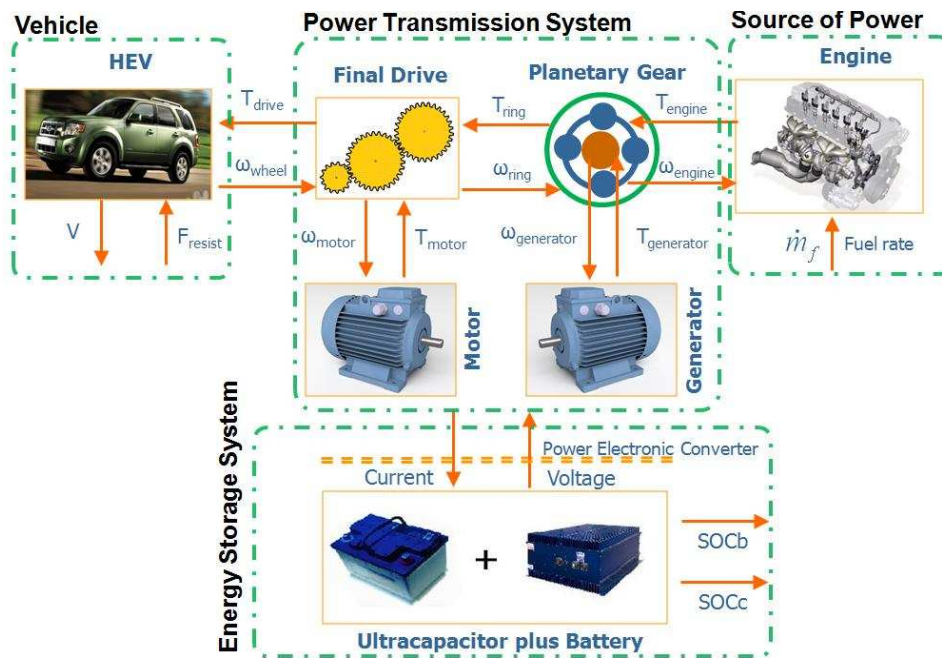 Vehicle
Power Transmission System
Source of Power
HEV
Final Drive
Planetary Gear
Engine
T_drive
T_ring
T_engine
ω_wheel
ω_ring
ω_engine
V
F_resist
ω_motor
T_motor
ω_generator
T_generator
ṁ_f
Fuel rate
Motor
Generator
Energy Storage System
Power Electronic Converter
Current
Voltage
+
SOCb
SOCc
Ultracapacitor plus Battery